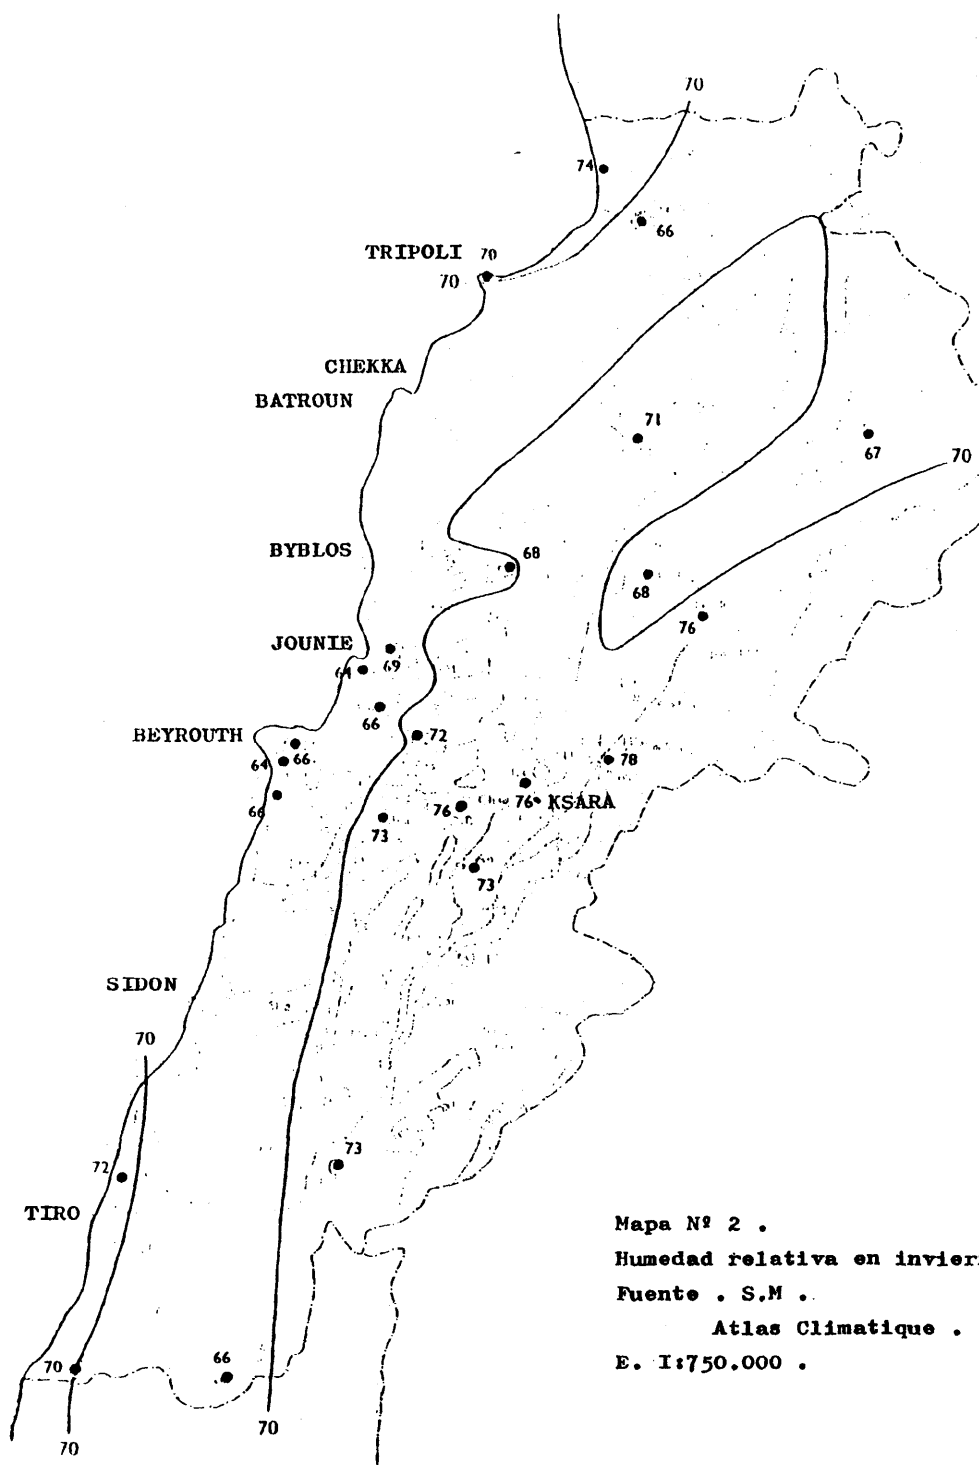 70
74
66
TRIPOLI 70
70
CHEKKA
BATROUN
71
67
70
BYBLOS
68
68
76
JOUNIE
69
64
66
BEYROUTH
72
64 66
78
66
76
76 KSARA
73
73
SIDON
70
73
72
TIRO
Mapa Nº 2 .
Humedad relativa en invier
Fuente . S.M .
Atlas Climatique .
E. I:750.000 .
70
66
70
70